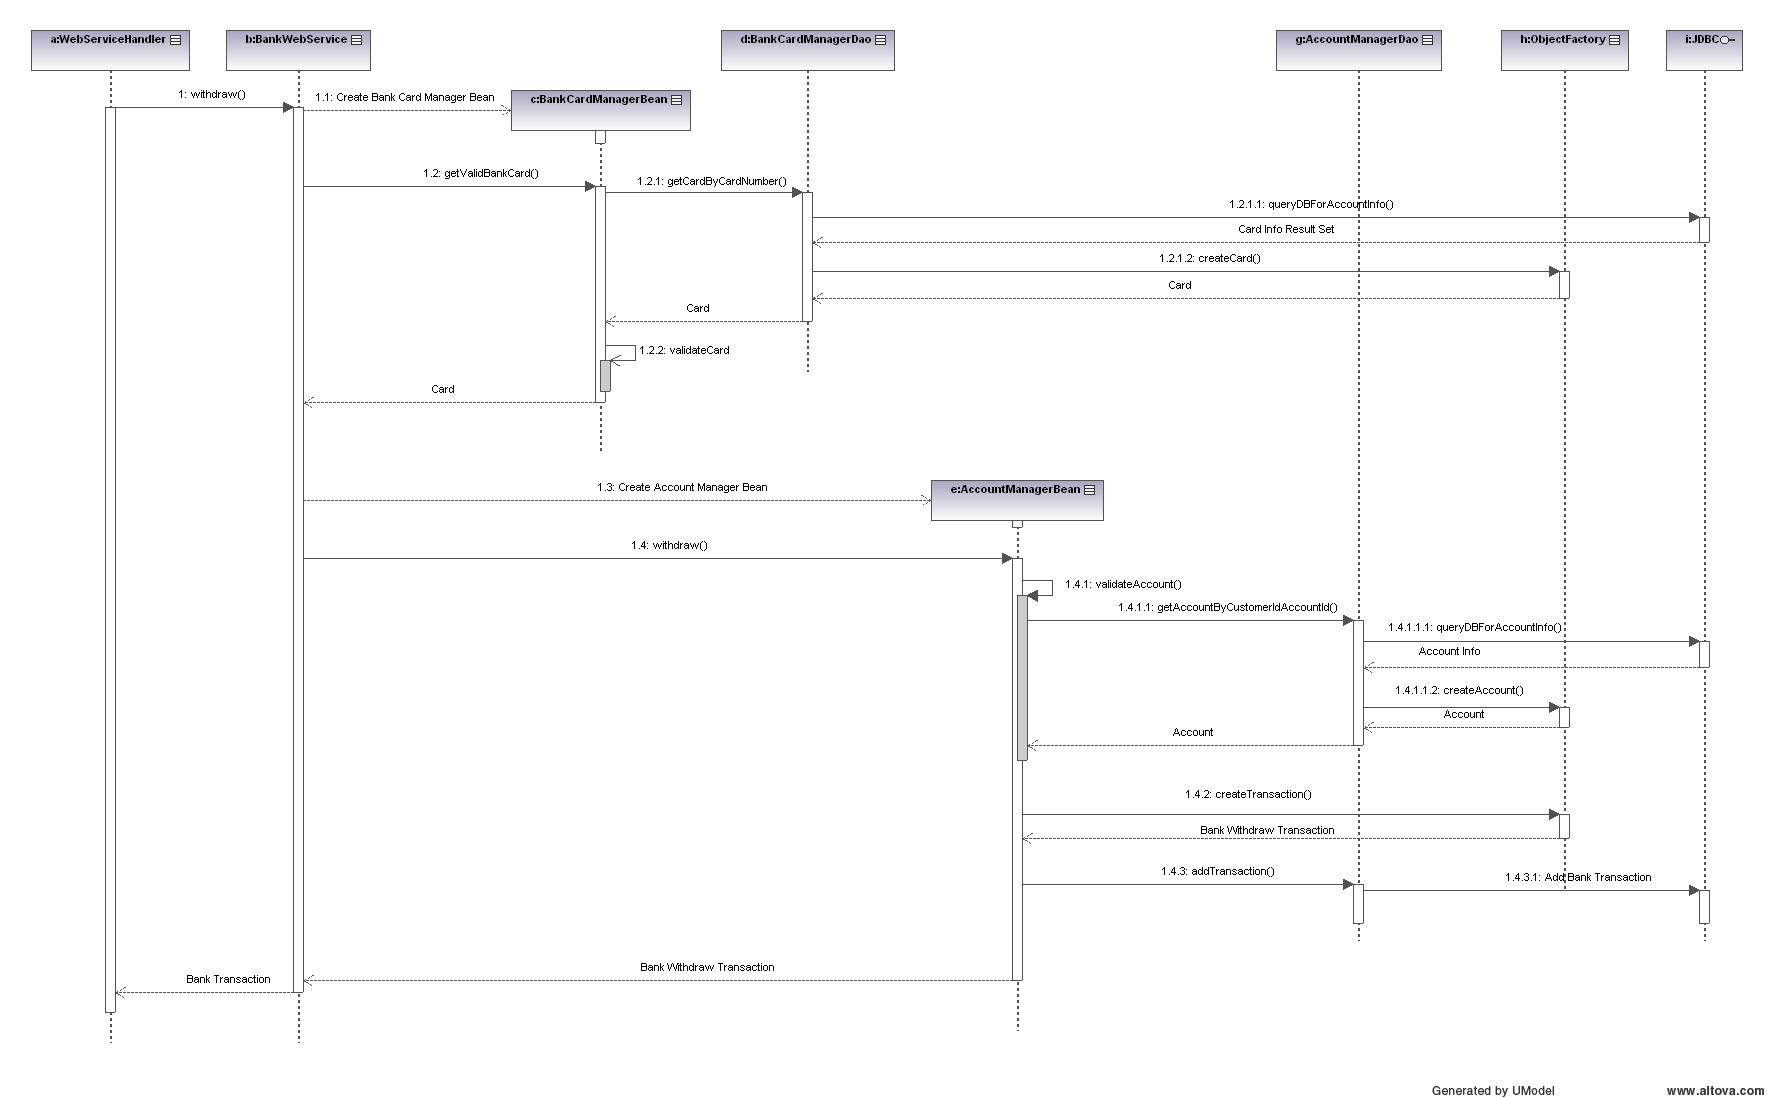 a:WebServiceHandler
b:BankWebService
d:BankCardManagerDao
g:AccountManagerDao
h:ObjectFactory
i:JDBC
1: withdraw()
1.1: Create Bank Card Manager Bean
c:BankCardManagerBean
1.2: getValidBankCard()
1.2.1: getCardByCardNumber()
1.2.1.1: queryDBForAccountInfo()
Card Info Result Set
1.2.1.2: createCard()
Card
Card
1.2.2: validateCard
Card
1.3: Create Account Manager Bean
e:AccountManagerBean
1.4: withdraw()
1.4.1: validateAccount()
1.4.1.1: getAccountByCustomerIdAccountId()
1.4.1.1.1: queryDBForAccountInfo()
Account Info
1.4.1.1.2: createAccount()
Account
Account
1.4.2: createTransaction()
Bank Withdraw Transaction
1.4.3: addTransaction()
1.4.3.1: Add Bank Transaction
Bank Withdraw Transaction
Bank Transaction
Generated by UModel
www.altova.com